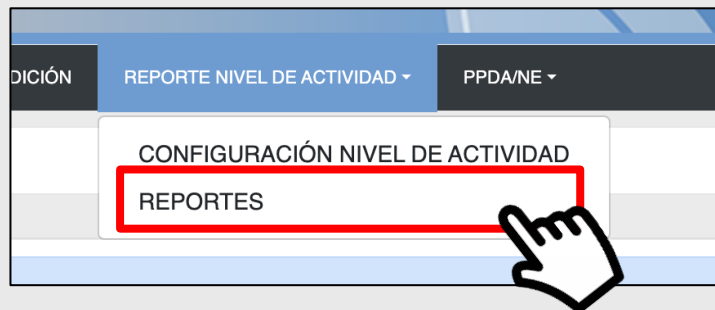 DICIÓN REPORTE NIVEL DE ACTIVIDAD PPDA/NE
CONFIGURACIÓN NIVEL DE ACTIVIDAD
REPORTES